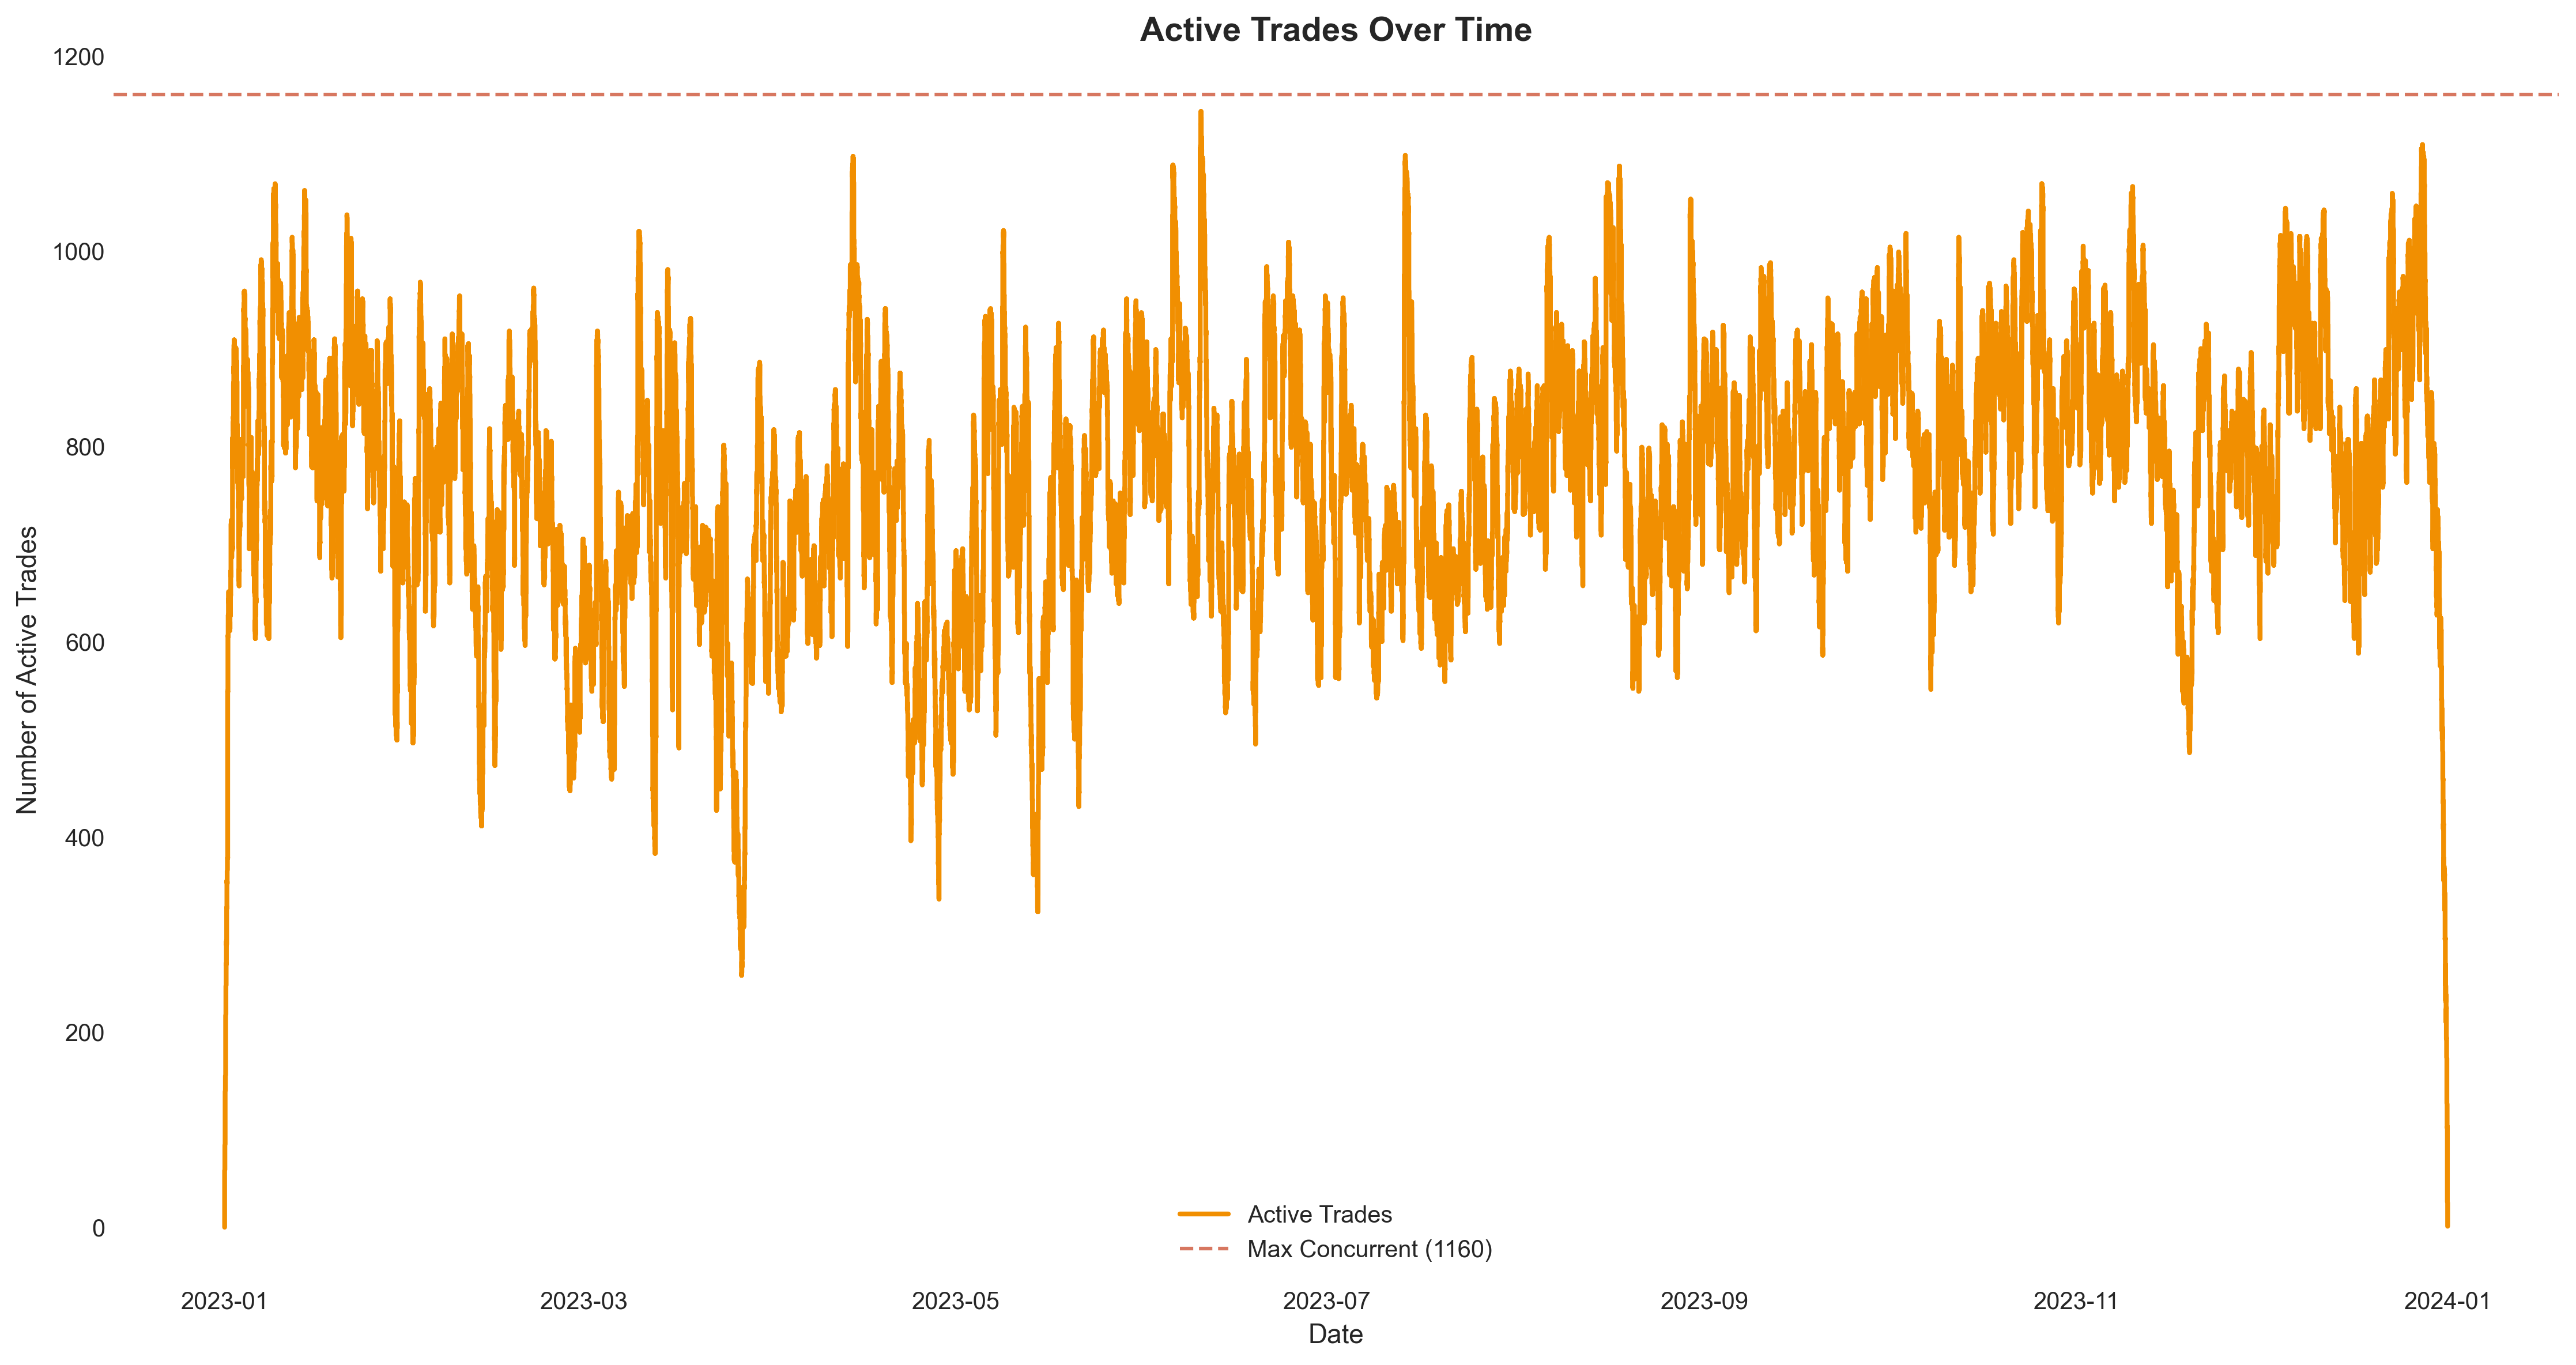 Active Trades Over Time
1200
1000
800
600
400
200
0
Number of Active Trades
Active Trades
Max Concurrent (1160)
2023-01
2023-03
2023-05
2023-07
2023-09
2023-11
2024-01
Date